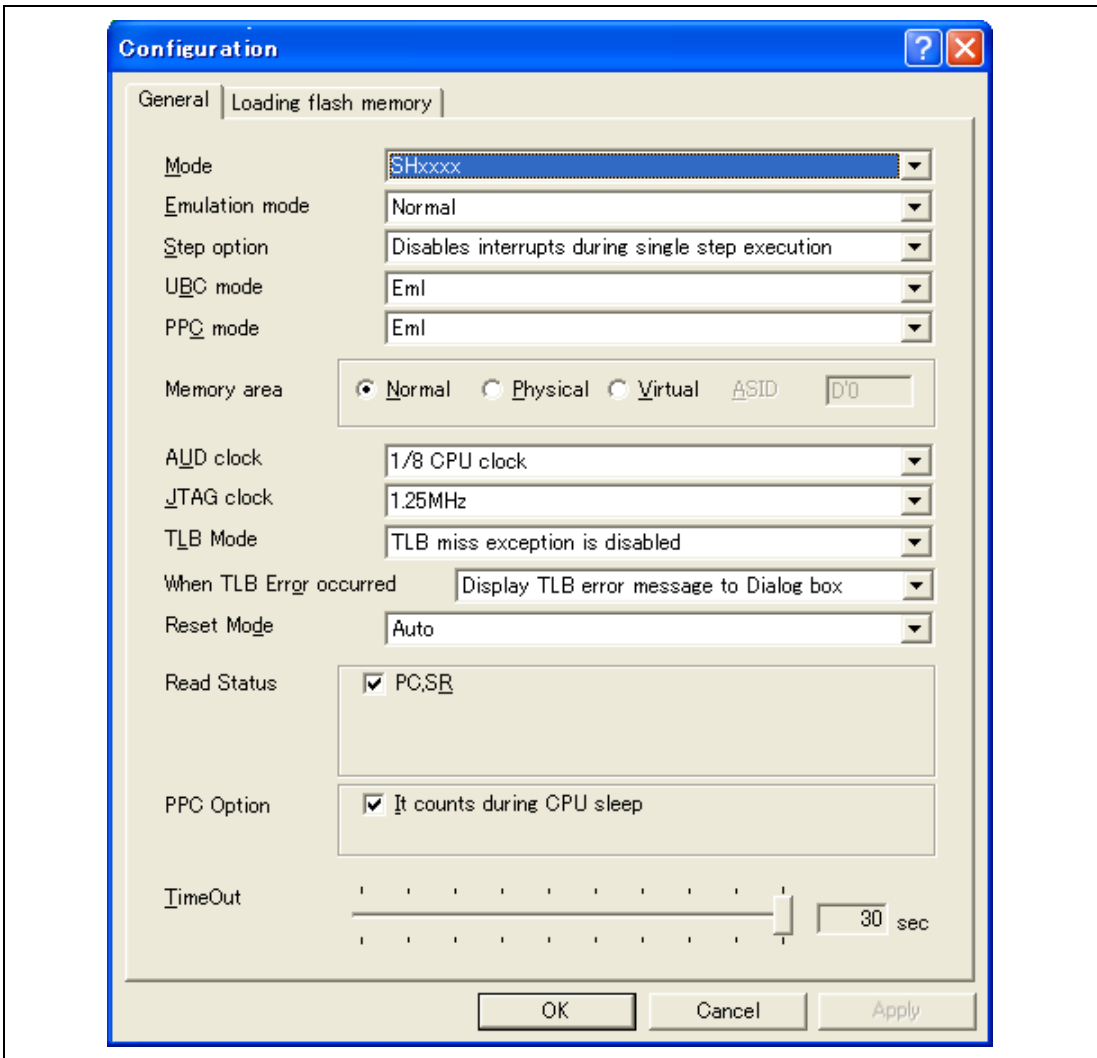 Configuration
General Loading flash memory
Mode SHxxxx
Emulation mode Normal
Step option Disables interrupts during single step execution
UBC mode Eml
PPC mode Eml
Memory area Normal Physical Virtual ASID D'0
AUD clock 1/8 CPU clock
JTAG clock 1.25MHz
TLB Mode TLB miss exception is disabled
When TLB Error occurred Display TLB error message to Dialog box
Reset Mode Auto
Read Status PC,SR
PPC Option It counts during CPU sleep
TimeOut 30 sec
OK Cancel Apply